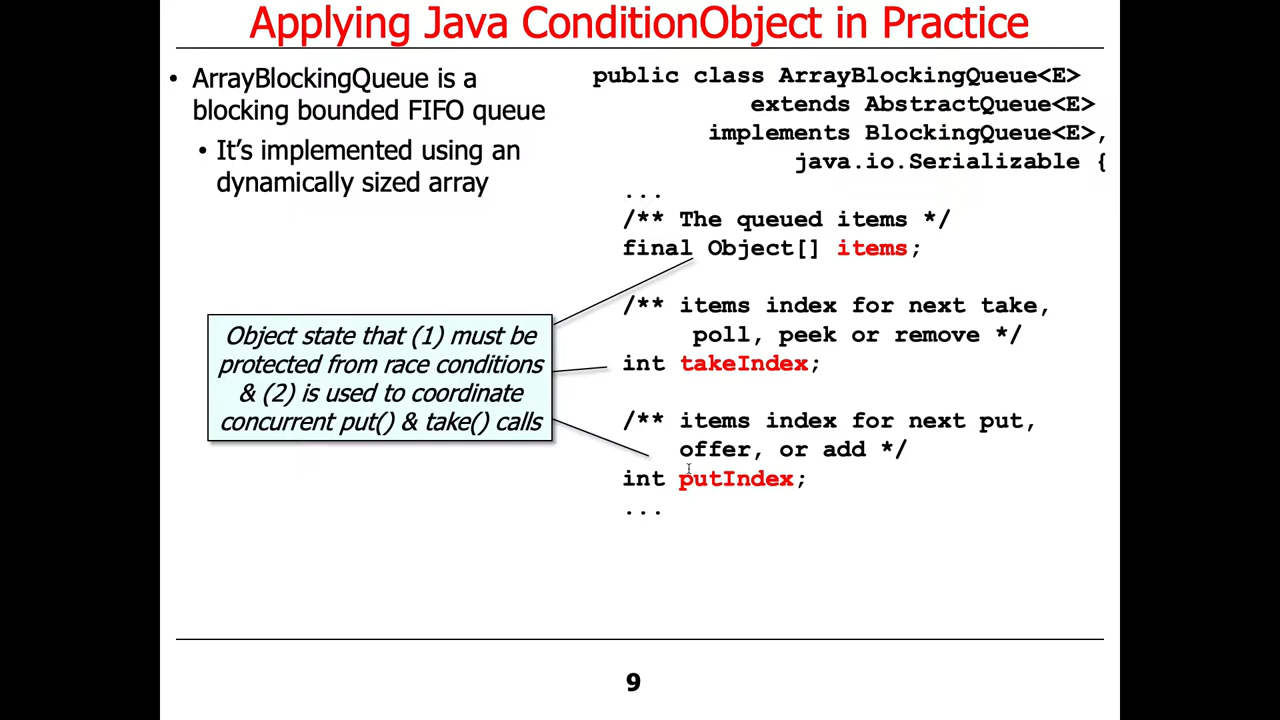 Applying Java ConditionObject in Practice
• ArrayBlockingQueue is a
blocking bounded FIFO queue
• It's implemented using an
dynamically sized array
public class ArrayBlockingQueue<E>
extends AbstractQueue<E>
implements BlockingQueue<E>,
java.io.Serializable {
...
/** The queued items */
final Object[] items;
/** items index for next take,
poll, peek or remove */
int takeIndex;
/** items index for next put,
offer, or add */
int putIndex;
...
Object state that (1) must be
protected from race conditions
& (2) is used to coordinate
concurrent put() & take() calls
9